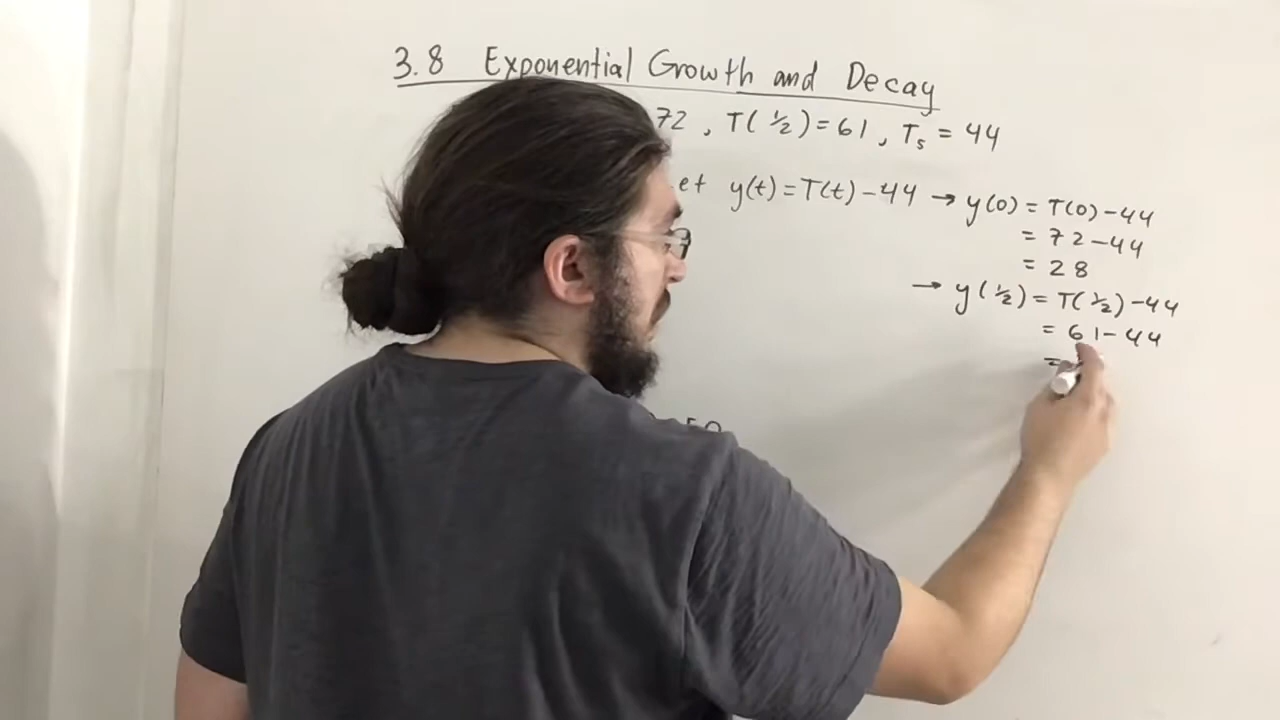 3.8 Exponential Growth and Decay
72, T(½)=61, Ts = 44
et y(t)=T(t)-44 → y(0) = T(0)-44
= 72-44
= 28
→ y(½) = T(½)-44
= 61-44
=
50